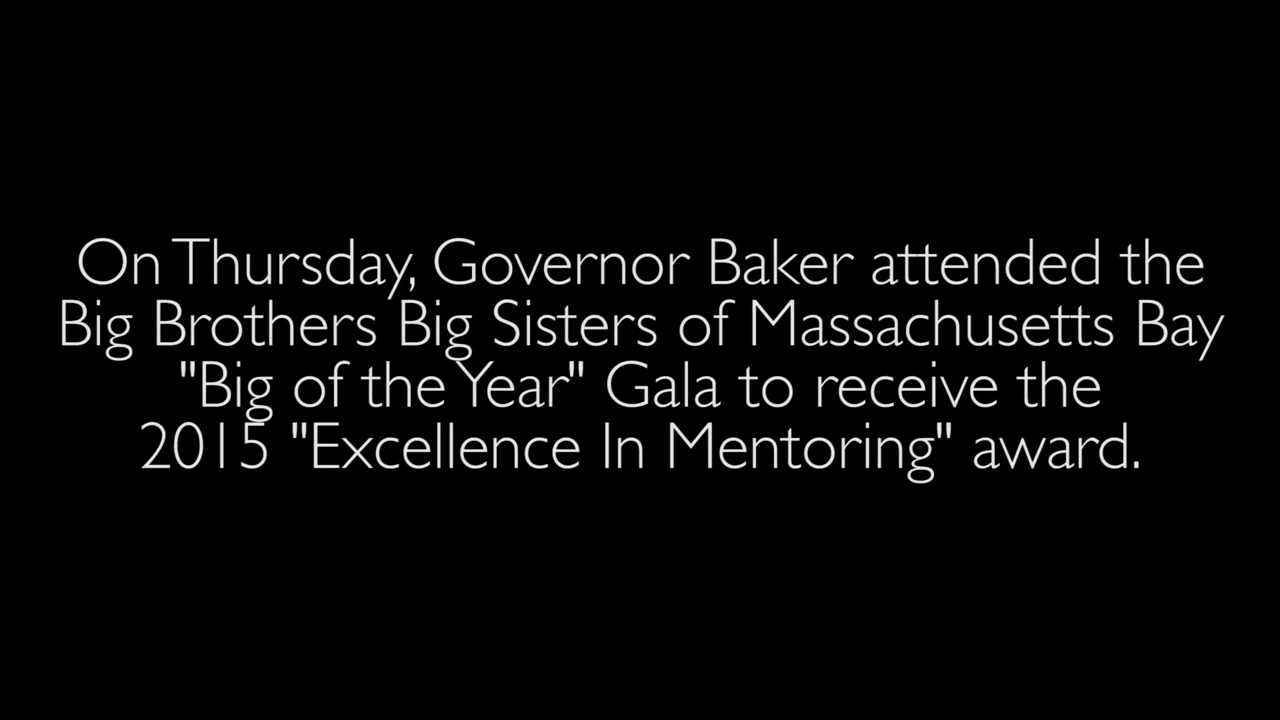 On Thursday, Governor Baker attended the
Big Brothers Big Sisters of Massachusetts Bay
"Big of the Year" Gala to receive the
2015 "Excellence In Mentoring" award.